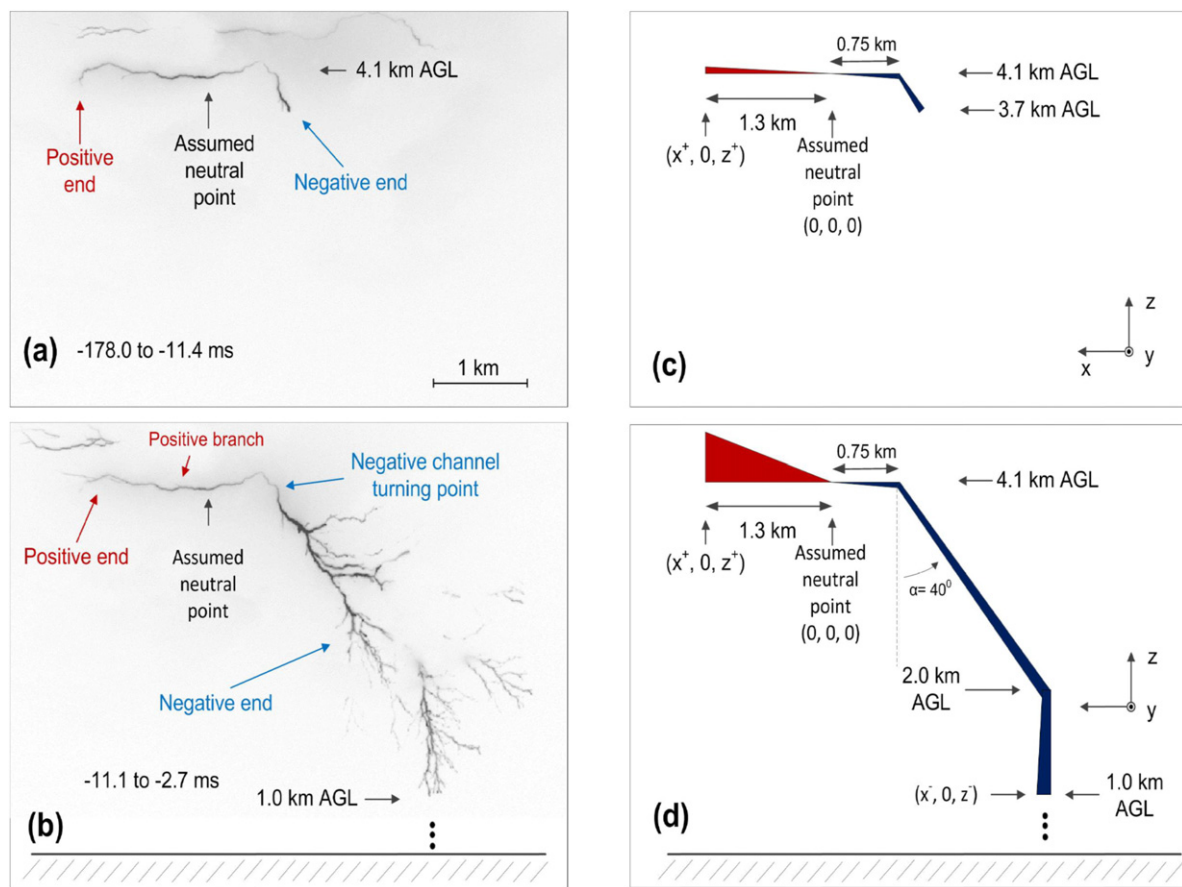 4.1 km AGL
Positive
end
Assumed
neutral
point
Negative end
(a)
-178.0 to -11.4 ms
1 km
0.75 km
4.1 km AGL
3.7 km AGL
1.3 km
(x⁺, 0, z⁺)
Assumed
neutral
point
(0, 0, 0)
z
x
y
(c)
Positive branch
Negative channel
turning point
Positive end
Assumed
neutral
point
Negative end
-11.1 to -2.7 ms
1.0 km AGL
(b)
0.75 km
4.1 km AGL
1.3 km
(x⁺, 0, z⁺)
Assumed
neutral
point
(0, 0, 0)
α= 40⁰
2.0 km
AGL
z
y
(x⁻, 0, z⁻)
1.0 km
AGL
(d)